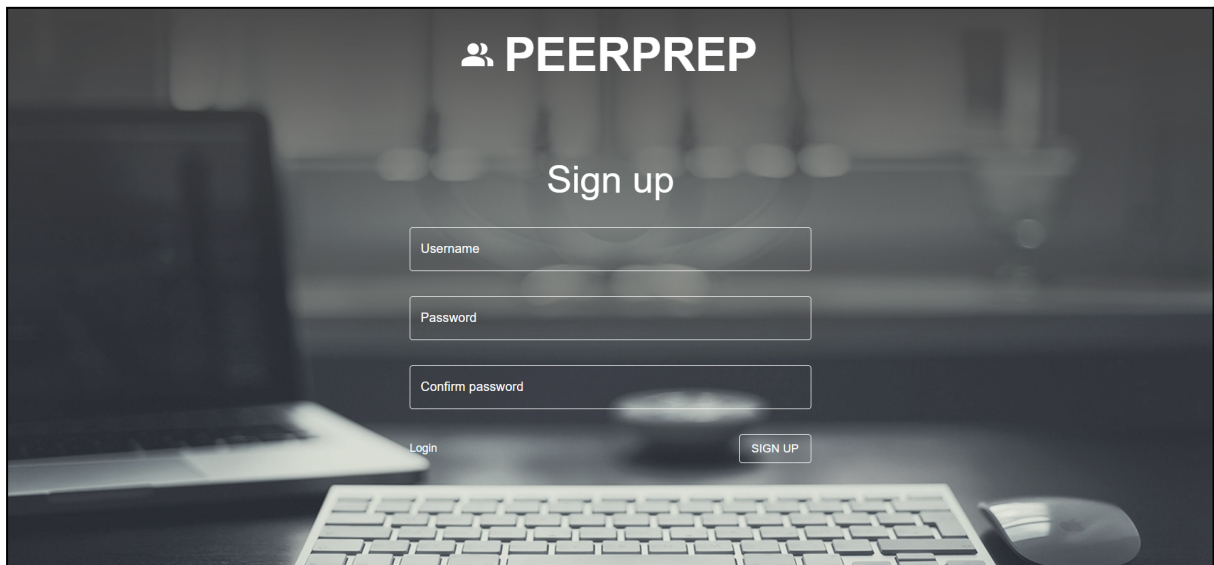 PEERPREP
Sign up
Username
Password
Confirm password
Login
SIGN UP